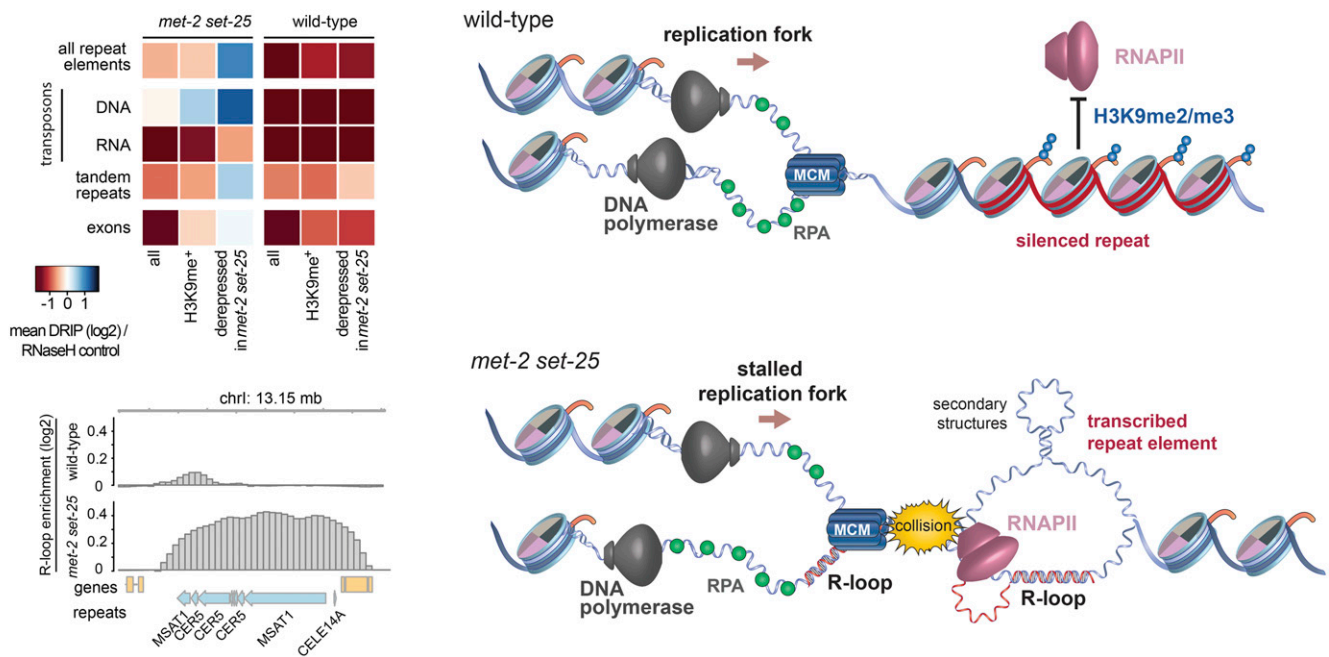 met-2 set-25
wild-type
all repeat
elements
transposons
DNA
RNA
tandem
repeats
exons
all
H3K9me+
derepressed
in met-2 set-25
all
H3K9me+
derepressed
in met-2 set-25
-1 0 1
mean DRIP (log2) /
RNaseH control
chrI: 13.15 mb
R-loop enrichment (log2)
wild-type
0.4
0.2
0
met-2 set-25
0.4
0.2
0
genes
repeats
MSAT1
CER5
CER5
CER5
MSAT1
CELE14A
wild-type
replication fork
RNAPII
H3K9me2/me3
MCM
DNA
polymerase
RPA
silenced repeat
met-2 set-25
stalled
replication fork
secondary
structures
transcribed
repeat element
MCM
collision
RNAPII
DNA
polymerase
RPA
R-loop
R-loop